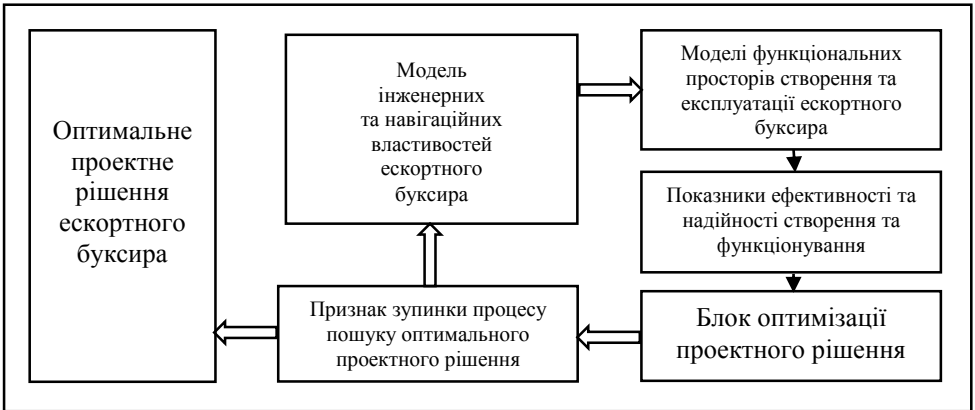 Оптимальне
проектне
рішення
ескортного
буксира
Модель
інженерних
та навігаційних
властивостей
ескортного
буксира
Моделі функціональних
просторів створення та
експлуатації ескортного
буксира
Показники ефективності та
надійності створення та
функціонування
Блок оптимізації
проектного рішення
Признак зупинки процесу
пошуку оптимального
проектного рішення